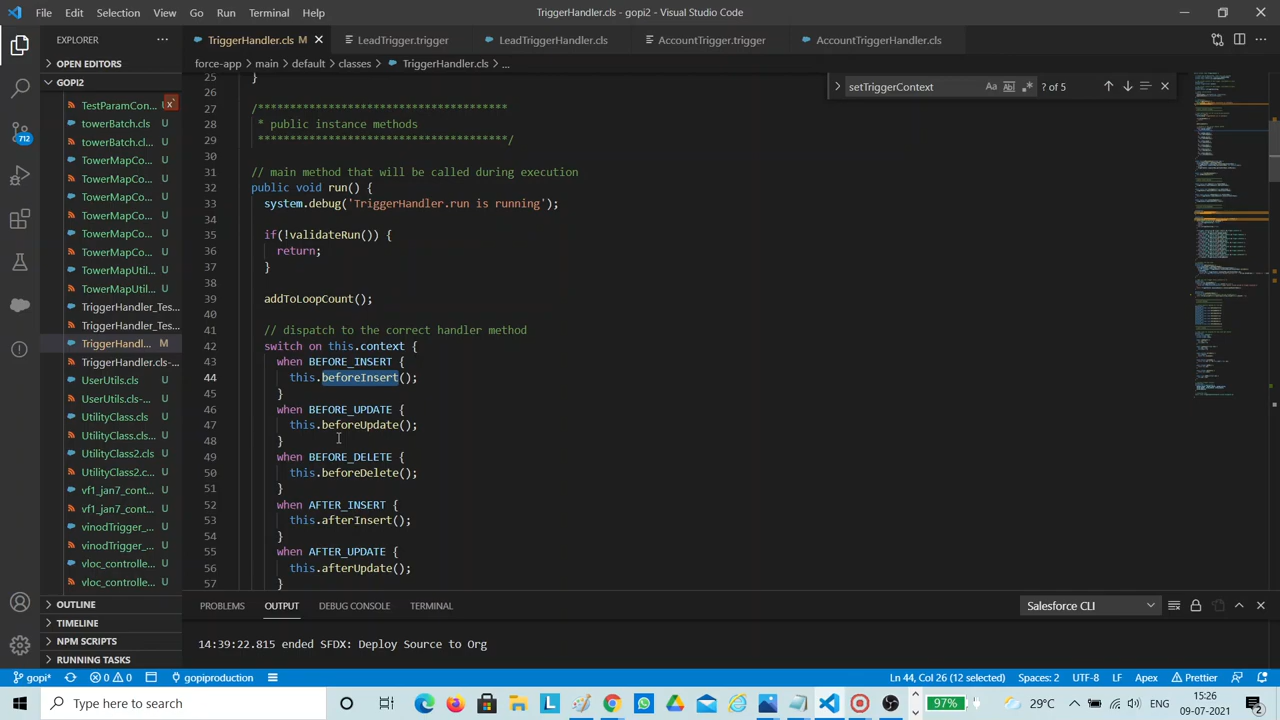 File Edit Selection View Go Run Terminal Help
TriggerHandler.cls - gopi2 - Visual Studio Code
EXPLORER
TriggerHandler.cls M
LeadTrigger.trigger
LeadTriggerHandler.cls
AccountTrigger.trigger
AccountTriggerHandler.cls
OPEN EDITORS
GOPI2
force-app > main > default > classes > TriggerHandler.cls > ...
setTriggerContext
? of 5
TestParamCon... X
towerBatch.cls U
towerBatch.cls... U
TowerMapCo... U
TowerMapCo... U
TowerMapCo... U
TowerMapCo... U
TowerMapCo... U
TowerMapCo... U
TowerMapCo... U
TowerMapUtil... U
TowerMapUtil... U
TriggerHandler_Tes...
TriggerHandler_Tes...
TriggerHandl... M
TriggerHandler.cls-...
UserUtils.cls U
UserUtils.cls-... U
UtilityClass.cls U
UtilityClass.cls... U
UtilityClass2.cls U
UtilityClass2.c... U
vf1_jan7_cont... U
vf1_jan7_cont... U
vinodTrigger_... U
vinodTrigger_... U
vloc_controlle... U
vloc_controlle... U
712
25 }
26
27 /***************************************
28 * public instance methods
29 ***************************************/
30
31 // main method that will be called during execution
32 public void run() {
33 system.debug('TriggerHandler.run is called');
34
35 if(!validateRun()) {
36 return;
37 }
38
39 addToLoopCount();
40
41 // dispatch to the correct handler method
42 switch on this.context {
43 when BEFORE_INSERT {
44 this.beforeInsert();
45 }
46 when BEFORE_UPDATE {
47 this.beforeUpdate();
48 }
49 when BEFORE_DELETE {
50 this.beforeDelete();
51 }
52 when AFTER_INSERT {
53 this.afterInsert();
54 }
55 when AFTER_UPDATE {
56 this.afterUpdate();
57 }
OUTLINE
TIMELINE
NPM SCRIPTS
RUNNING TASKS
PROBLEMS OUTPUT DEBUG CONSOLE TERMINAL
Salesforce CLI
14:39:22.815 ended SFDX: Deploy Source to Org
gopi* 0 0 gopiproduction
Ln 44, Col 26 (12 selected) Spaces: 2 UTF-8 LF Apex Prettier
Type here to search
97%
29°C
ENG
15:26
09-07-2021
2